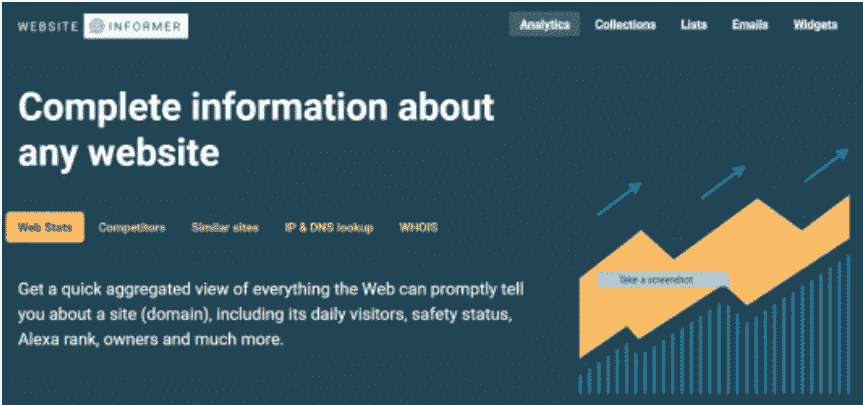 WEBSITE INFORMER
Analytics Collections Lists Emails Widgets
Complete information about
any website
Web Stats Competitors Similar sites IP & DNS lookup WHOIS
Get a quick aggregated view of everything the Web can promptly tell
you about a site (domain), including its daily visitors, safety status,
Alexa rank, owners and much more.
Take a screenshot